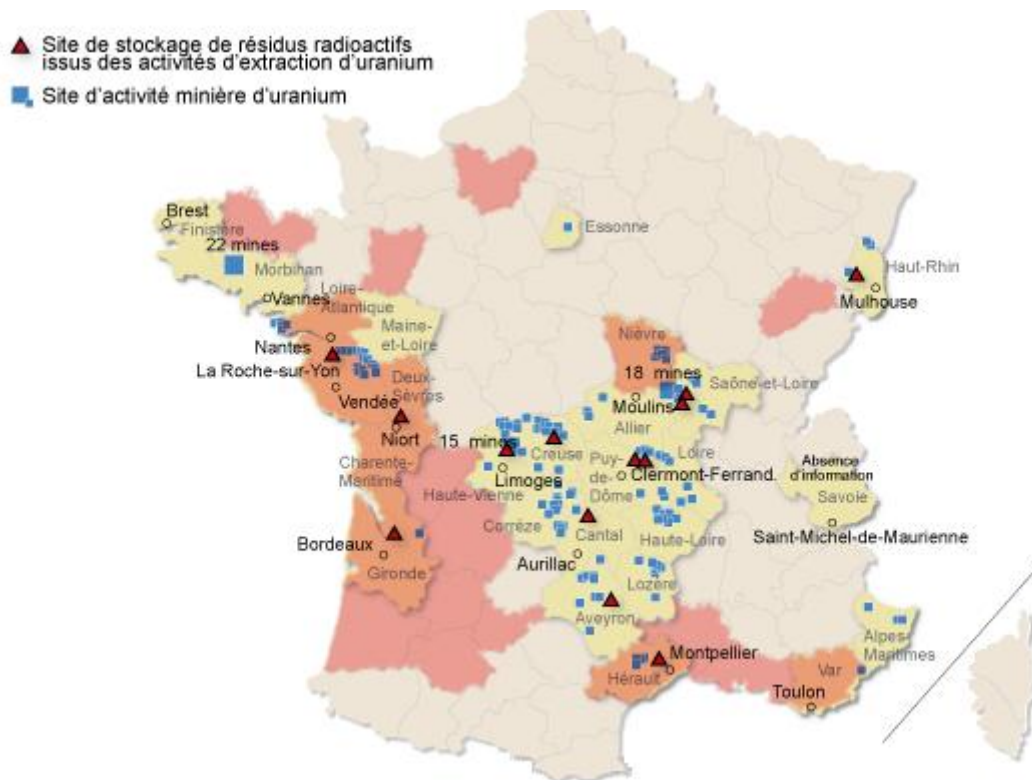 Site de stockage de résidus radioactifs
issus des activités d'extraction d'uranium
Site d'activité minière d'uranium
Brest
Finistère
22 mines
Morbihan
Vannes
Loire-
Atlantique
Maine-
et-Loire
Nantes
La Roche-sur-Yon
Deux-
Sèvres
Vendée
Niort
Charente-
Maritime
Essonne
Haut-Rhin
Mulhouse
Nièvre
18 mines
Saône-et-Loire
Moulins
Allier
15 mines
Creuse
Loire
Puy-
de-
Dôme
Clermont-Ferrand.
Limoges
Haute-Vienne
Corrèze
Cantal
Haute-Loire
Absence
d'information
Savoie
Saint-Michel-de-Maurienne
Bordeaux
Gironde
Aurillac
Lozère
Aveyron
Alpes-
Maritimes
Montpellier
Hérault
Var
Toulon